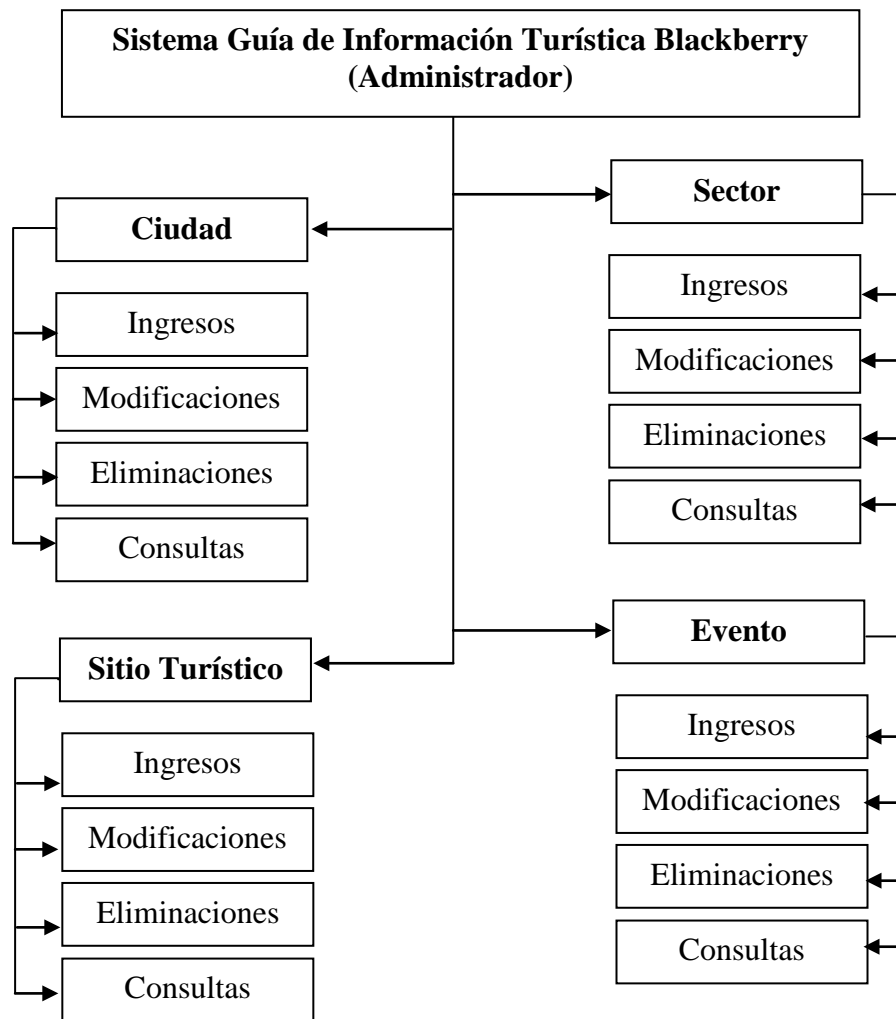 Sistema Guía de Información Turística Blackberry
(Administrador)
Ciudad
Ingresos
Modificaciones
Eliminaciones
Consultas
Sector
Ingresos
Modificaciones
Eliminaciones
Consultas
Sitio Turístico
Ingresos
Modificaciones
Eliminaciones
Consultas
Evento
Ingresos
Modificaciones
Eliminaciones
Consultas